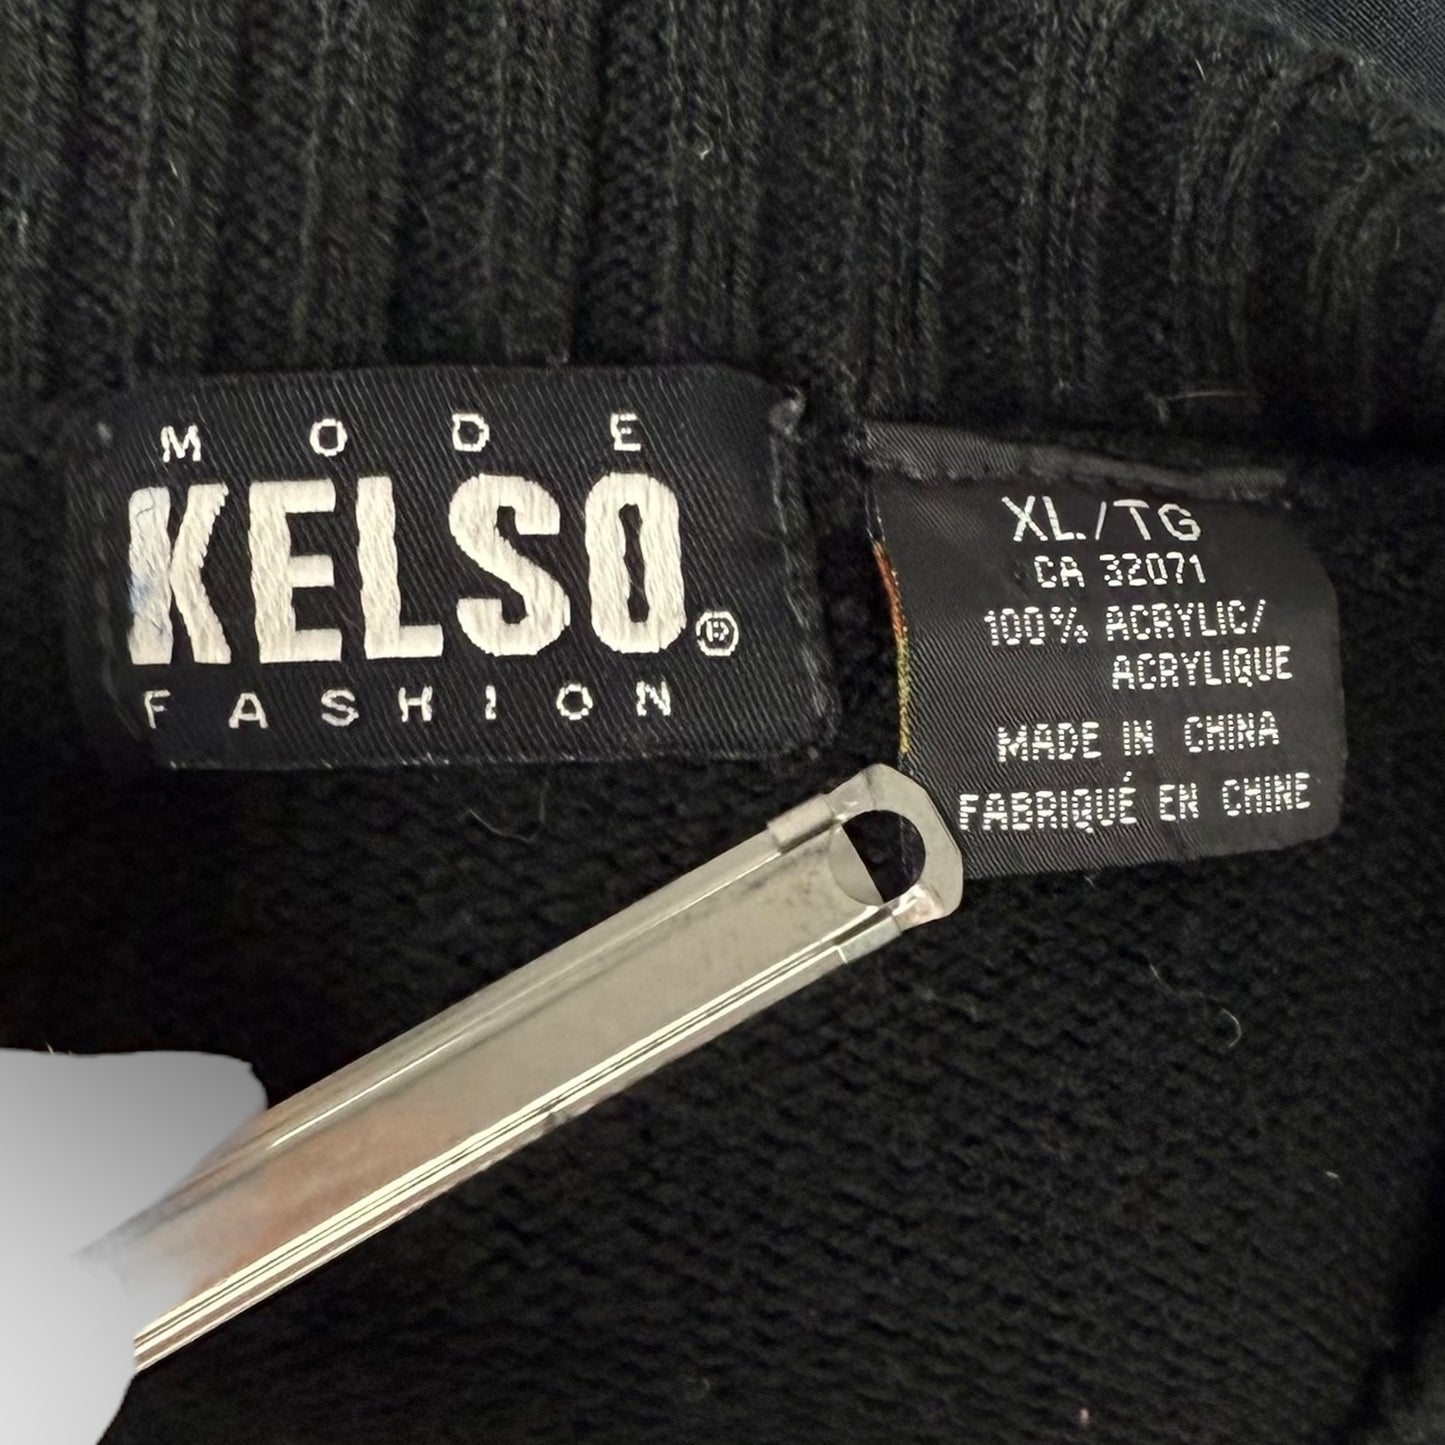 MODE
KELSO®
FASHION
XL/TG
CA 32071
100% ACRYLIC/
ACRYLIQUE
MADE IN CHINA
FABRIQUÉ EN CHINE